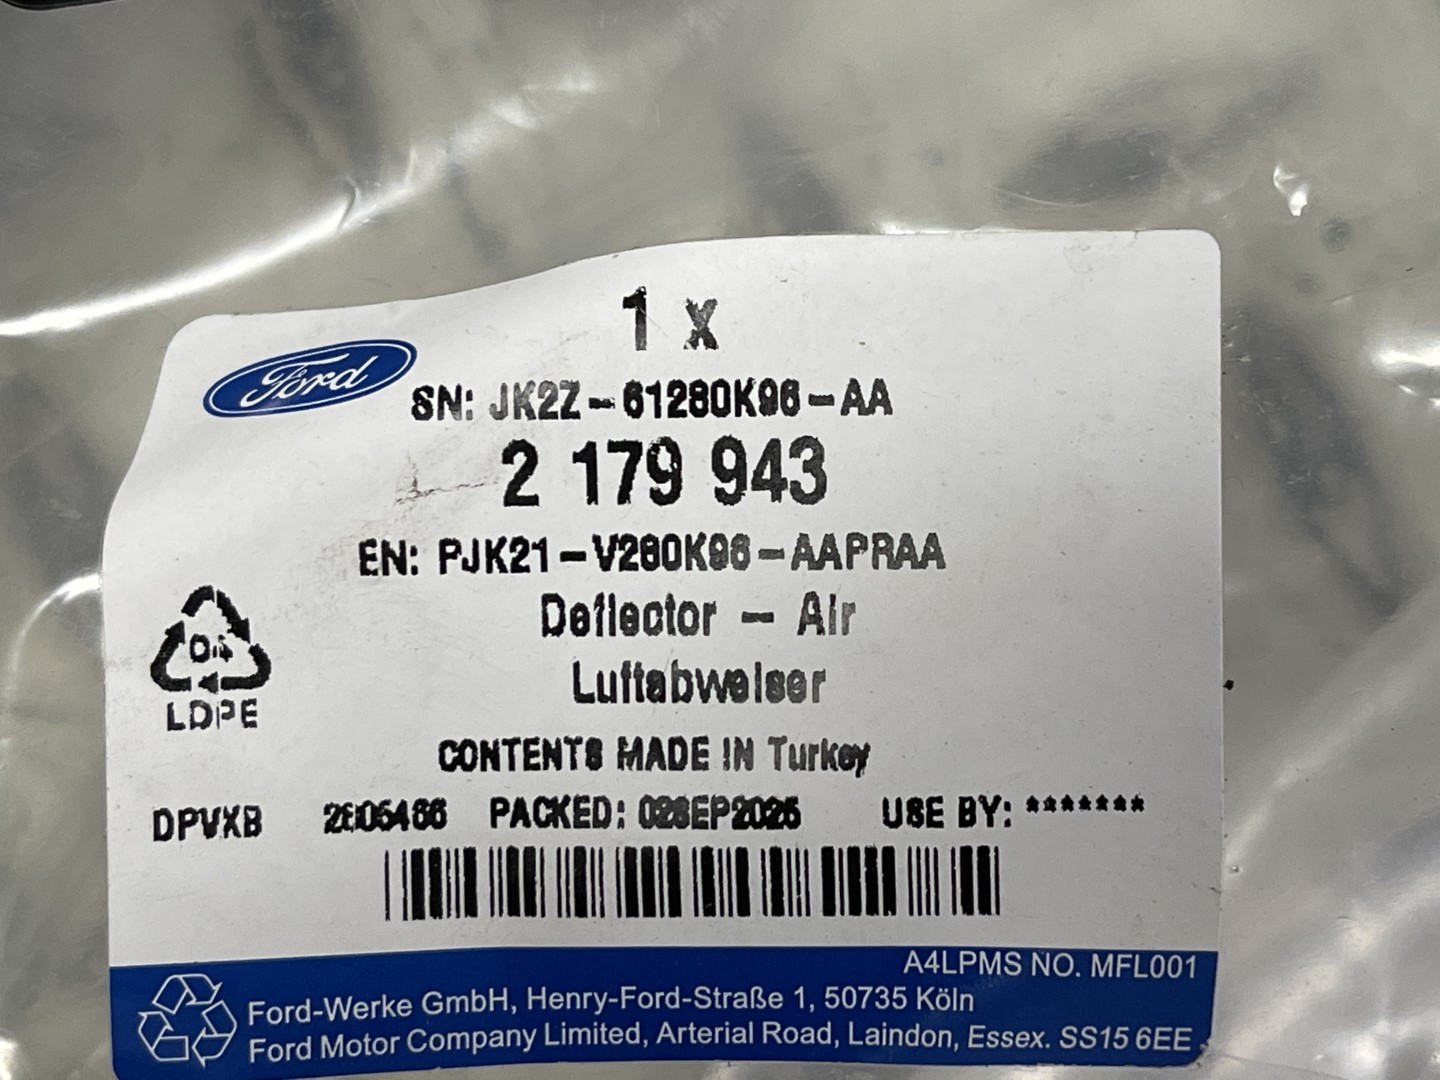 1 x
Ford
SN: JK2Z-61280K96-AA
2 179 943
EN: PJK21-V280K96-AAPRAA
Deflector - Air
Luftabweiser
04
LDPE
CONTENTS MADE IN Turkey
DPVXB PACKED: 02SEP2025 USE BY: *******
A4LPMS NO. MFL001
Ford-Werke GmbH, Henry-Ford-Straße 1, 50735 Köln
Ford Motor Company Limited, Arterial Road, Laindon, Essex. SS15 6EE